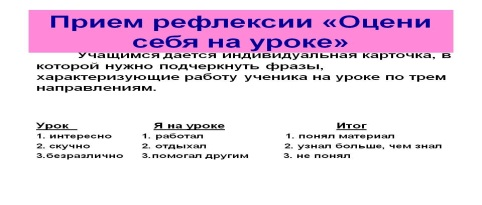 Прием рефлексии «Оцени
себя на уроке»
Учащимся дается индивидуальная карточка, в
которой нужно подчеркнуть фразы,
характеризующие работу ученика на уроке по трем
направлениям.
Урок Я на уроке Итог
1. интересно 1. работал 1. понял материал
2. скучно 2. отдыхал 2. узнал больше, чем знал
3.безразлично 3.помогал другим 3. не понял